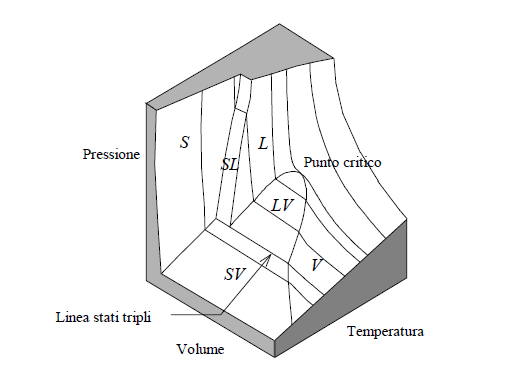 S
L
Pressione
SL
Punto critico
LV
V
SV
Linea stati tripli
Temperatura
Volume